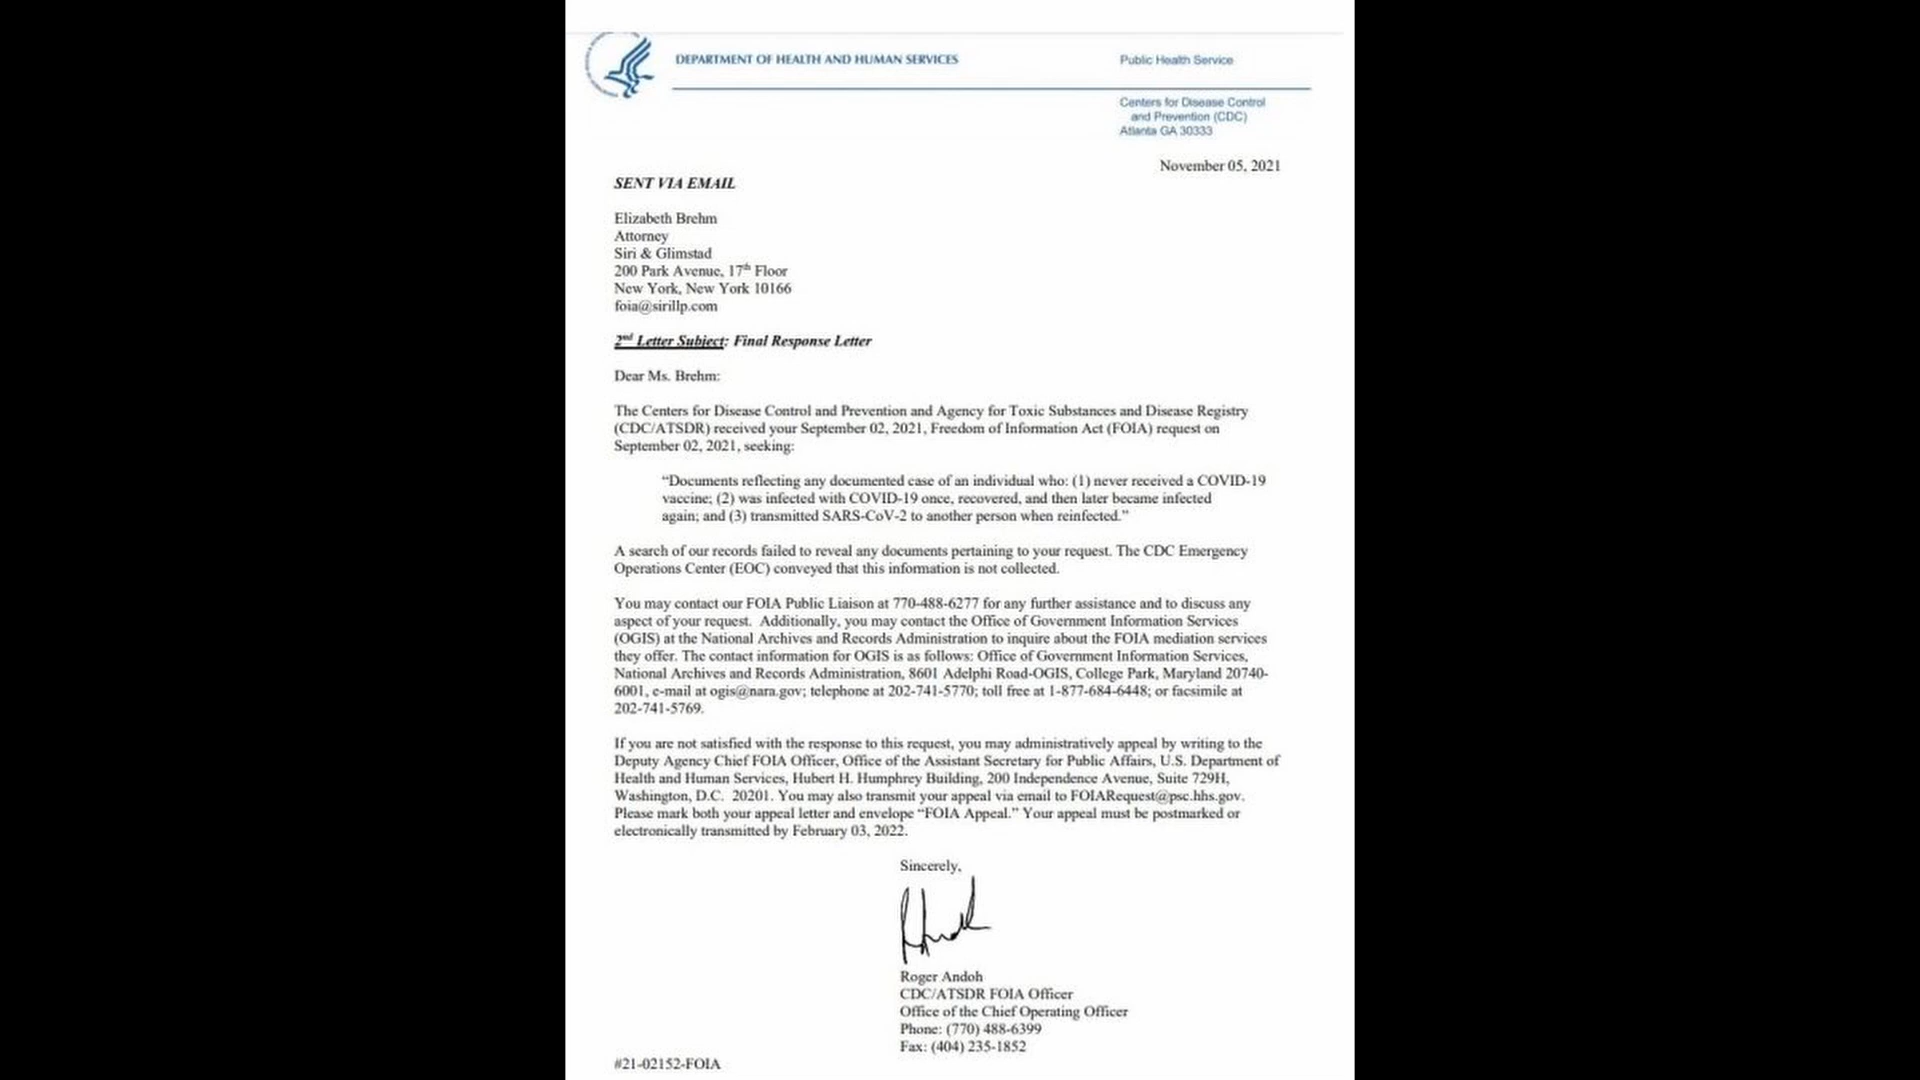 DEPARTMENT OF HEALTH AND HUMAN SERVICES
Public Health Service
Centers for Disease Control
and Prevention (CDC)
Atlanta GA 30333
November 05, 2021
SENT VIA EMAIL
Elizabeth Brehm
Attorney
Siri & Glimstad
200 Park Avenue, 17th Floor
New York, New York 10166
foia@sirillp.com
2nd Letter Subject: Final Response Letter
Dear Ms. Brehm:
The Centers for Disease Control and Prevention and Agency for Toxic Substances and Disease Registry
(CDC/ATSDR) received your September 02, 2021, Freedom of Information Act (FOIA) request on
September 02, 2021, seeking:
“Documents reflecting any documented case of an individual who: (1) never received a COVID-19
vaccine; (2) was infected with COVID-19 once, recovered, and then later became infected
again; and (3) transmitted SARS-CoV-2 to another person when reinfected.”
A search of our records failed to reveal any documents pertaining to your request. The CDC Emergency
Operations Center (EOC) conveyed that this information is not collected.
You may contact our FOIA Public Liaison at 770-488-6277 for any further assistance and to discuss any
aspect of your request. Additionally, you may contact the Office of Government Information Services
(OGIS) at the National Archives and Records Administration to inquire about the FOIA mediation services
they offer. The contact information for OGIS is as follows: Office of Government Information Services,
National Archives and Records Administration, 8601 Adelphi Road-OGIS, College Park, Maryland 20740-
6001, e-mail at ogis@nara.gov; telephone at 202-741-5770; toll free at 1-877-684-6448; or facsimile at
202-741-5769.
If you are not satisfied with the response to this request, you may administratively appeal by writing to the
Deputy Agency Chief FOIA Officer, Office of the Assistant Secretary for Public Affairs, U.S. Department of
Health and Human Services, Hubert H. Humphrey Building, 200 Independence Avenue, Suite 729H,
Washington, D.C. 20201. You may also transmit your appeal via email to FOIARequest@psc.hhs.gov.
Please mark both your appeal letter and envelope “FOIA Appeal.” Your appeal must be postmarked or
electronically transmitted by February 03, 2022.
Sincerely,
Roger Andoh
CDC/ATSDR FOIA Officer
Office of the Chief Operating Officer
Phone: (770) 488-6399
Fax: (404) 235-1852
#21-02152-FOIA